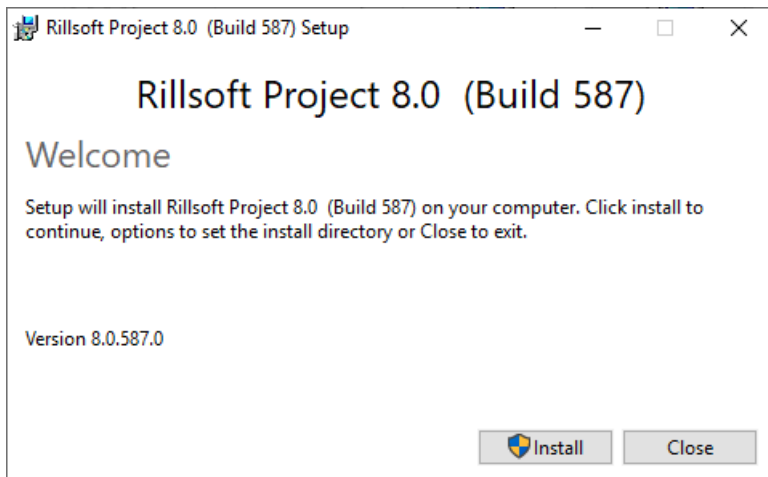 Rillsoft Project 8.0  (Build 587) Setup
Rillsoft Project 8.0  (Build 587)
Welcome
Setup will install Rillsoft Project 8.0  (Build 587) on your computer. Click install to
continue, options to set the install directory or Close to exit.
Version 8.0.587.0
Install Close